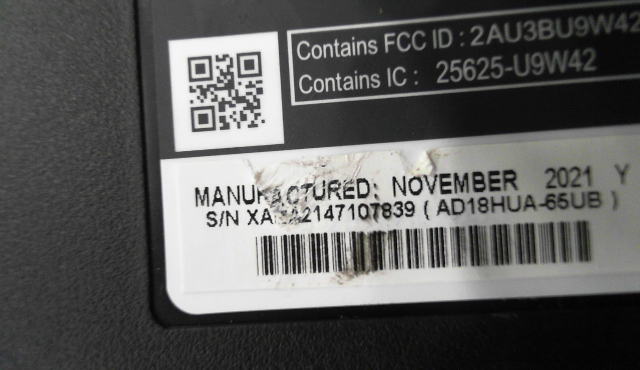 Contains FCC ID : 2AU3BU9W42
Contains IC : 25625-U9W42
MANUFACTURED: NOVEMBER 2021 Y
S/N ( AD18HUA-65UB )